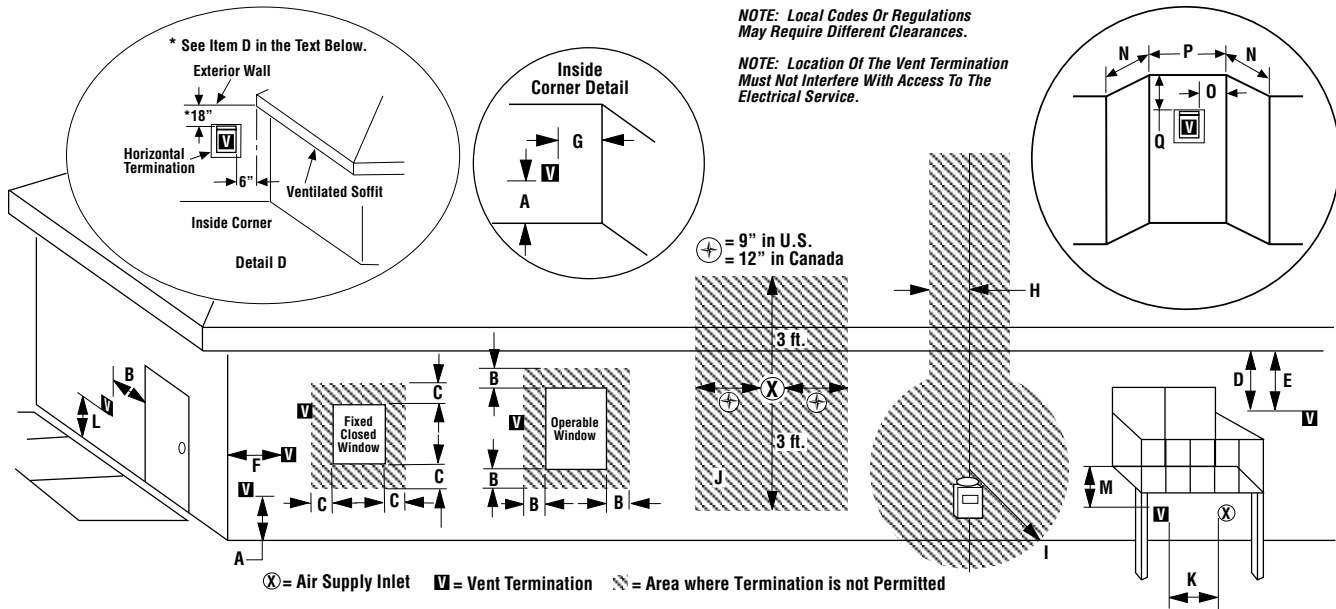 * See Item D in the Text Below.
Exterior Wall
*18”
V
Horizontal
Termination
6”
Ventilated Soffit
Inside Corner
Detail D
Inside
Corner Detail
G
V
A
NOTE: Local Codes Or Regulations
May Require Different Clearances.
NOTE: Location Of The Vent Termination
Must Not Interfere With Access To The
Electrical Service.
N P N
O
V
Q
= 9” in U.S.
= 12” in Canada
H
3 ft.
X
3 ft.
J
I
B
V
L
F
V
V
A
V
Fixed
Closed
Window
C
C
C C
B
V
Operable
Window
B
B B
D E
V
M
V
X
K
X = Air Supply Inlet V = Vent Termination = Area where Termination is not Permitted